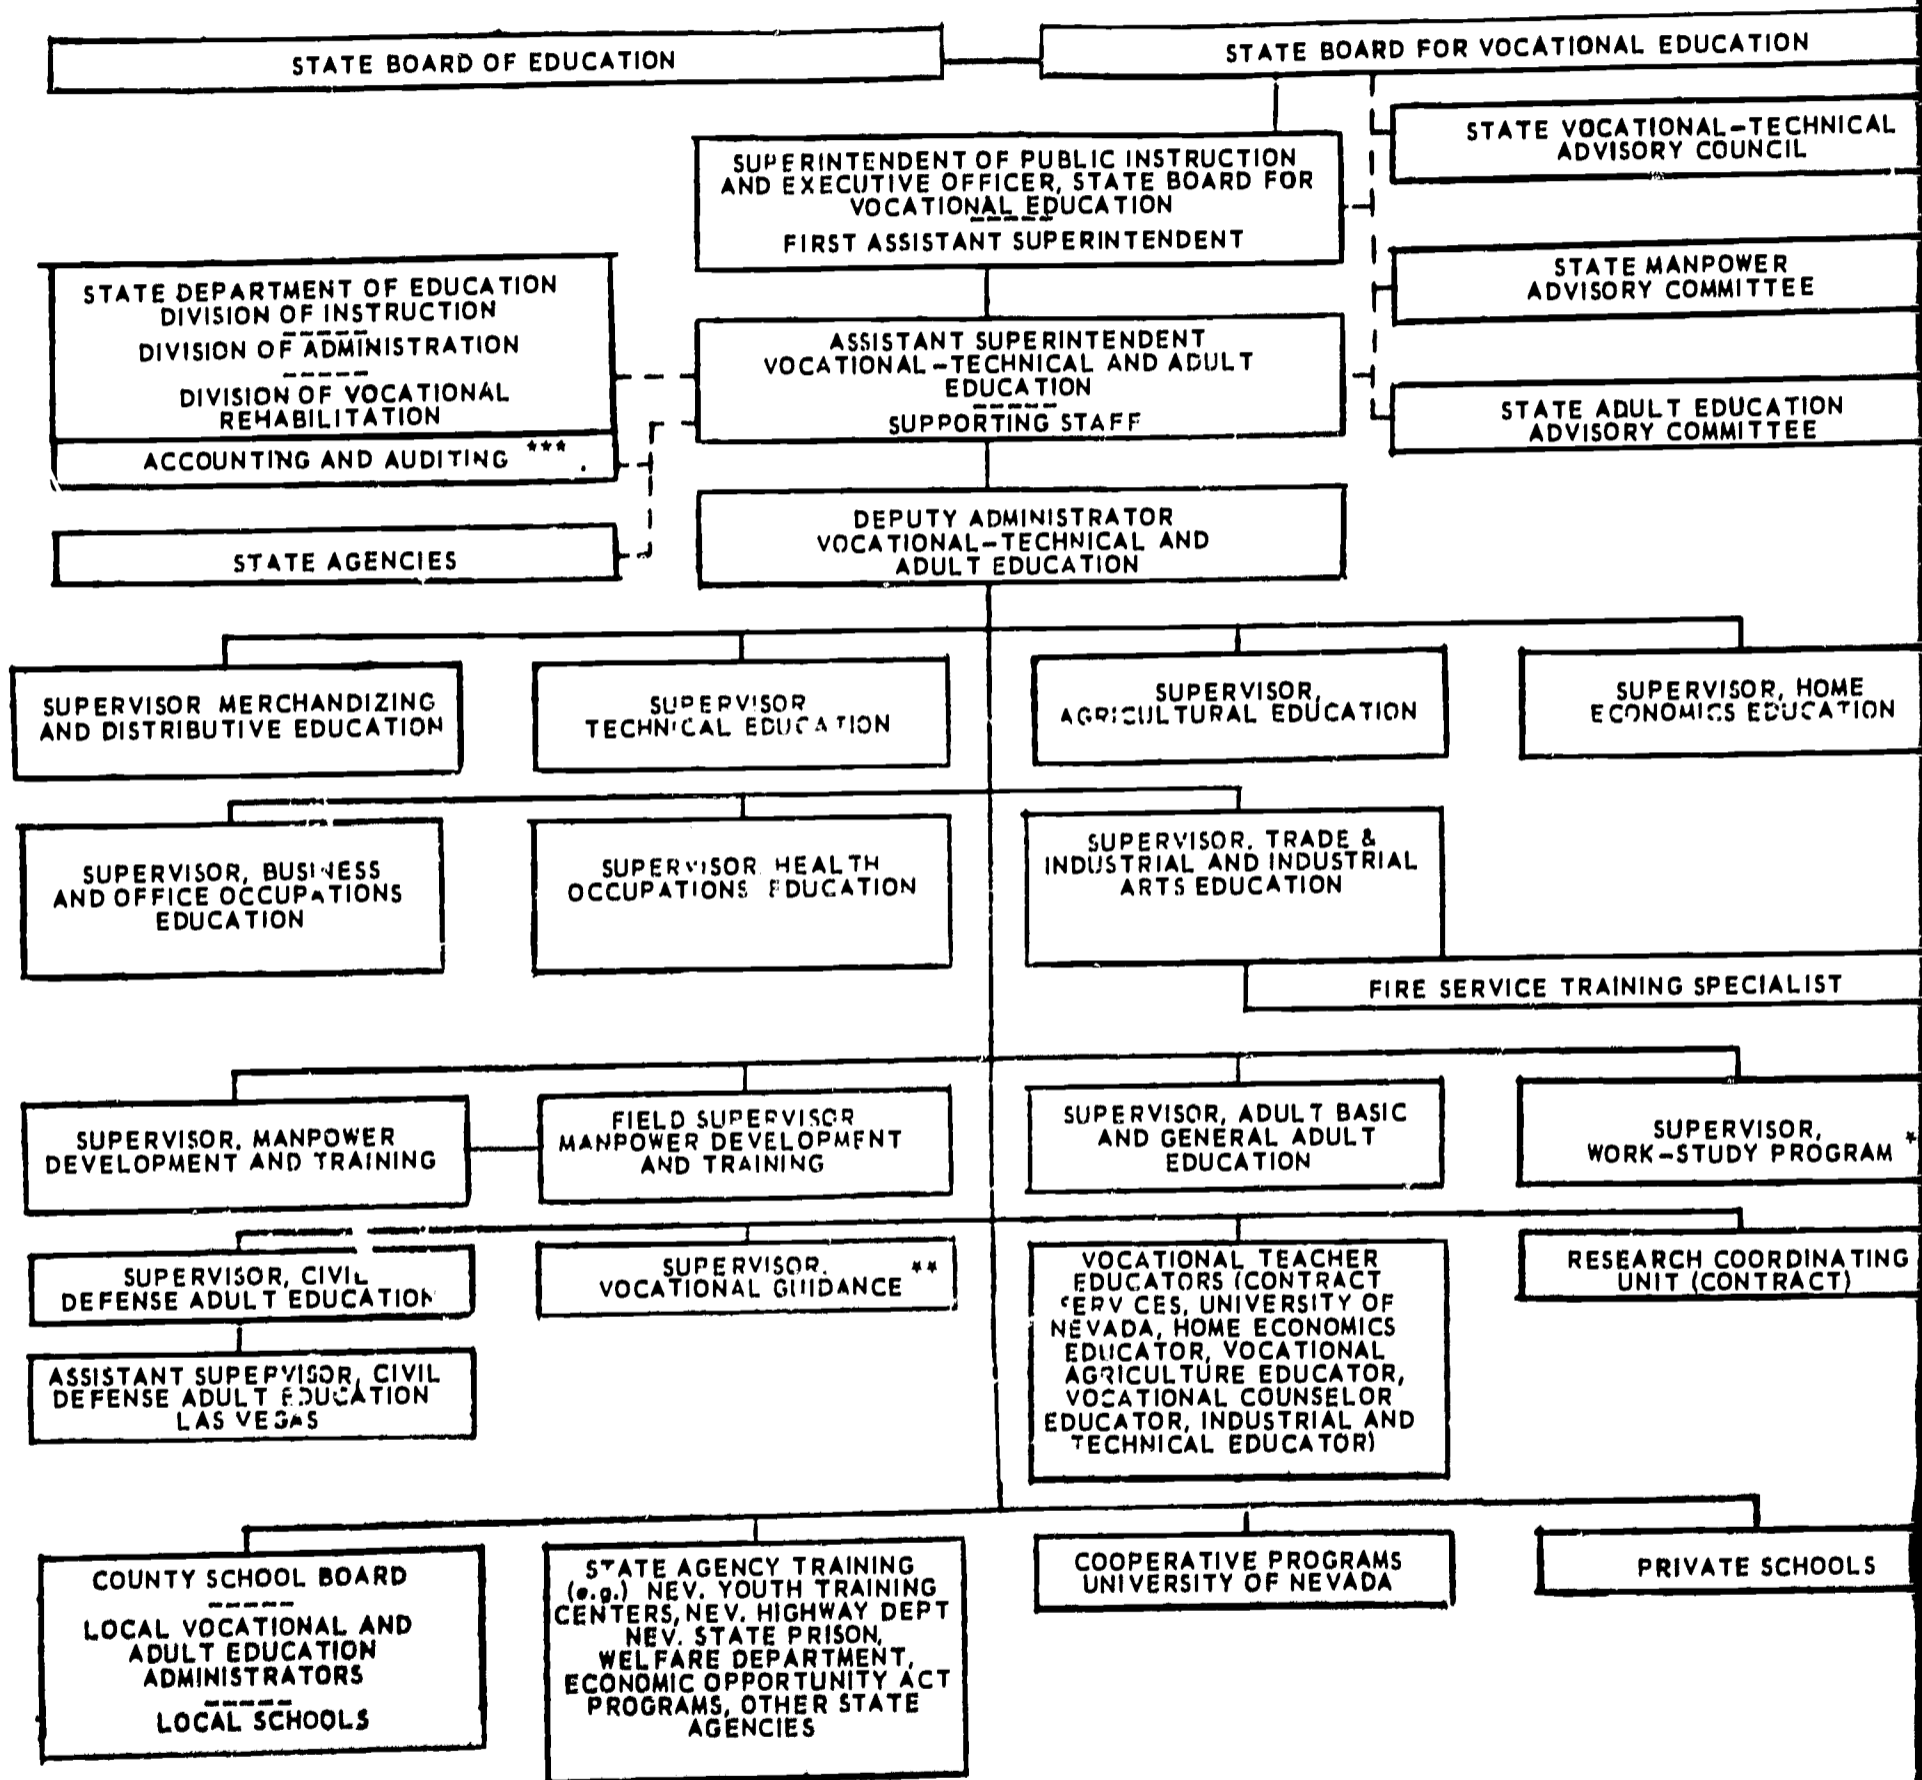 STATE BOARD OF EDUCATION
STATE BOARD FOR VOCATIONAL EDUCATION
STATE VOCATIONAL-TECHNICAL
ADVISORY COUNCIL
SUPERINTENDENT OF PUBLIC INSTRUCTION
AND EXECUTIVE OFFICER, STATE BOARD FOR
VOCATIONAL EDUCATION
FIRST ASSISTANT SUPERINTENDENT
STATE MANPOWER
ADVISORY COMMITTEE
STATE DEPARTMENT OF EDUCATION
DIVISION OF INSTRUCTION
DIVISION OF ADMINISTRATION
DIVISION OF VOCATIONAL
REHABILITATION
ACCOUNTING AND AUDITING ***
ASSISTANT SUPERINTENDENT
VOCATIONAL-TECHNICAL AND ADULT
EDUCATION
SUPPORTING STAFF
STATE ADULT EDUCATION
ADVISORY COMMITTEE
STATE AGENCIES
DEPUTY ADMINISTRATOR
VOCATIONAL-TECHNICAL AND
ADULT EDUCATION
SUPERVISOR MERCHANDIZING
AND DISTRIBUTIVE EDUCATION
SUPERVISOR
TECHNICAL EDUCATION
SUPERVISOR,
AGRICULTURAL EDUCATION
SUPERVISOR, HOME
ECONOMICS EDUCATION
SUPERVISOR, BUSINESS
AND OFFICE OCCUPATIONS
EDUCATION
SUPERVISOR HEALTH
OCCUPATIONS EDUCATION
SUPERVISOR. TRADE &
INDUSTRIAL AND INDUSTRIAL
ARTS EDUCATION
FIRE SERVICE TRAINING SPECIALIST
SUPERVISOR. MANPOWER
DEVELOPMENT AND TRAINING
FIELD SUPERVISOR
MANPOWER DEVELOPMENT
AND TRAINING
SUPERVISOR, ADULT BASIC
AND GENERAL ADULT
EDUCATION
SUPERVISOR,
WORK-STUDY PROGRAM *
SUPERVISOR, CIVIL
DEFENSE ADULT EDUCATION
SUPERVISOR.
VOCATIONAL GUIDANCE **
VOCATIONAL TEACHER
EDUCATORS (CONTRACT
SERVICES, UNIVERSITY OF
NEVADA, HOME ECONOMICS
EDUCATOR, VOCATIONAL
AGRICULTURE EDUCATOR,
VOCATIONAL COUNSELOR
EDUCATOR, INDUSTRIAL AND
TECHNICAL EDUCATOR)
RESEARCH COORDINATING
UNIT (CONTRACT)
ASSISTANT SUPERVISOR, CIVIL
DEFENSE ADULT EDUCATION
LAS VEGAS
COUNTY SCHOOL BOARD
LOCAL VOCATIONAL AND
ADULT EDUCATION
ADMINISTRATORS
LOCAL SCHOOLS
STATE AGENCY TRAINING
(e.g.) NEV. YOUTH TRAINING
CENTERS, NEV. HIGHWAY DEPT
NEV. STATE PRISON,
WELFARE DEPARTMENT,
ECONOMIC OPPORTUNITY ACT
PROGRAMS, OTHER STATE
AGENCIES
COOPERATIVE PROGRAMS
UNIVERSITY OF NEVADA
PRIVATE SCHOOLS